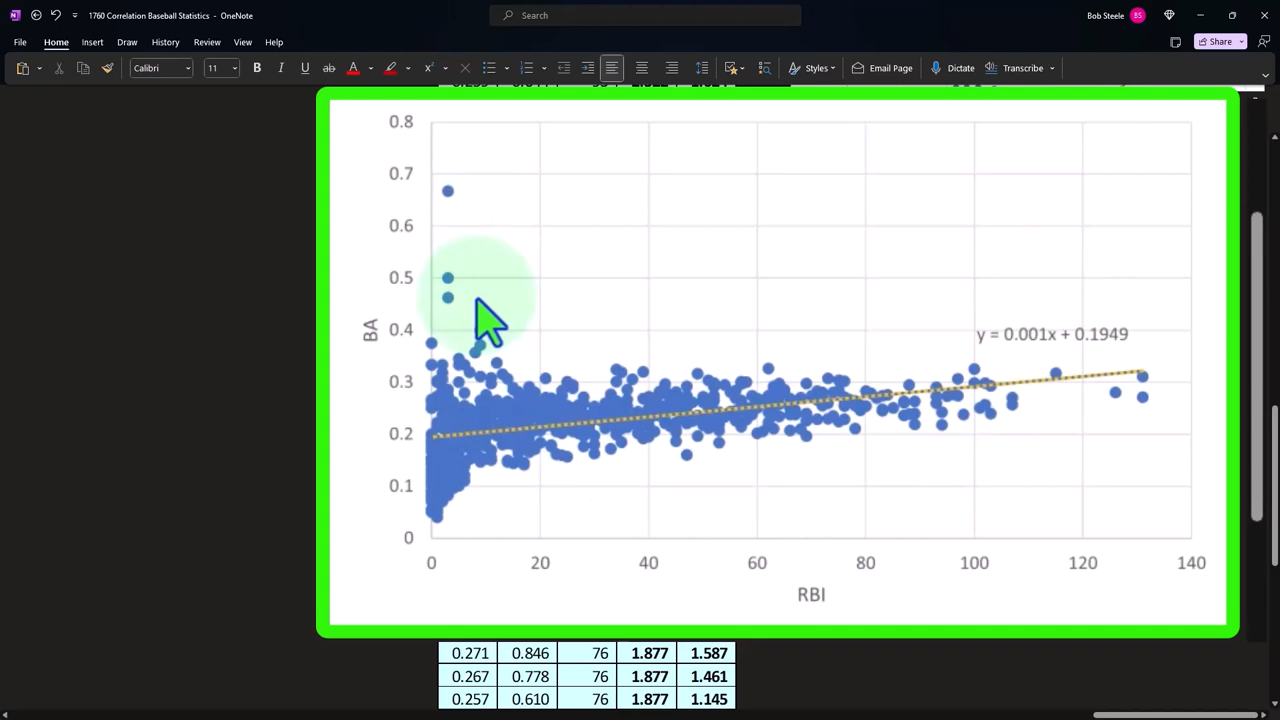 1760 Correlation Baseball Statistics - OneNote
Search
Bob Steele
BS
File Home Insert Draw History Review View Help
Share
Calibri
11
B I U ab A
Styles
Email Page
Dictate
Transcribe
0.8
0.7
0.6
0.5
0.4
0.3
0.2
0.1
0
BA
y = 0.001x + 0.1949
0 20 40 60 80 100 120 140
RBI
0.271 0.846 76 1.877 1.587
0.267 0.778 76 1.877 1.461
0.257 0.610 76 1.877 1.145